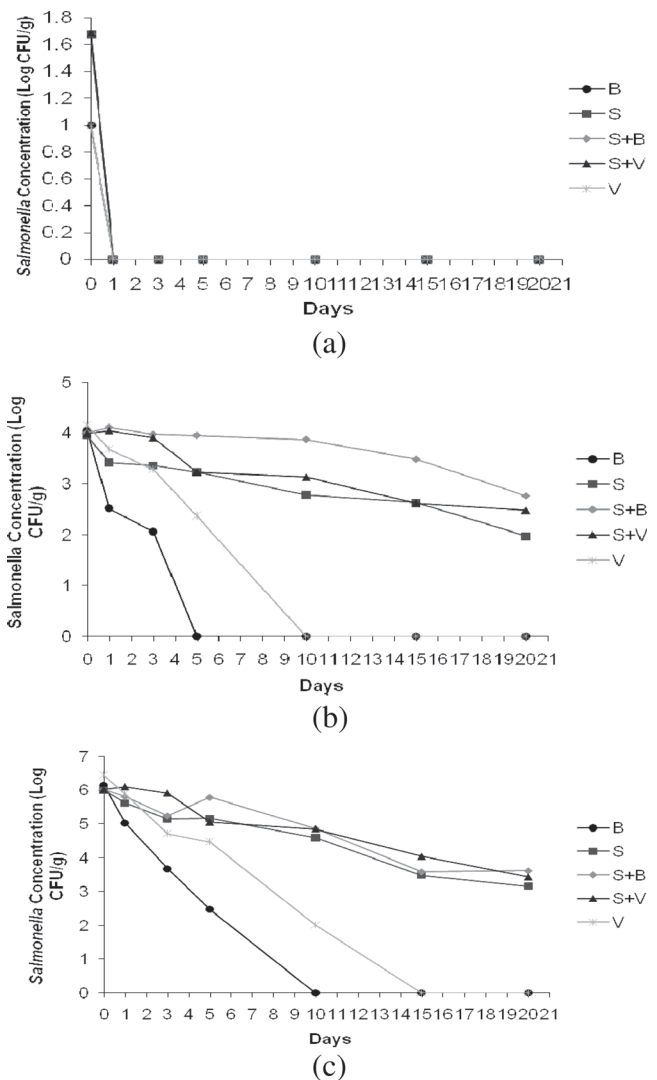 Salmonella Concentration (Log CFU/g)
1.8
1.6
1.4
1.2
1
0.8
0.6
0.4
0.2
0
0 1 2 3 4 5 6 7 8 9 10 11 12 13 14 15 16 17 18 19 20 21
Days
B
S
S+B
S+V
V
(a)
Salmonella Concentration (Log
CFU/g)
5
4
3
2
1
0
0 1 2 3 4 5 6 7 8 9 10 11 12 13 14 15 16 17 18 19 20 21
Days
B
S
S+B
S+V
V
(b)
Salmonella Concentration (Log
CFU/g)
7
6
5
4
3
2
1
0
0 1 2 3 4 5 6 7 8 9 10 11 12 13 14 15 16 17 18 19 20 21
Days
B
S
S+B
S+V
V
(c)